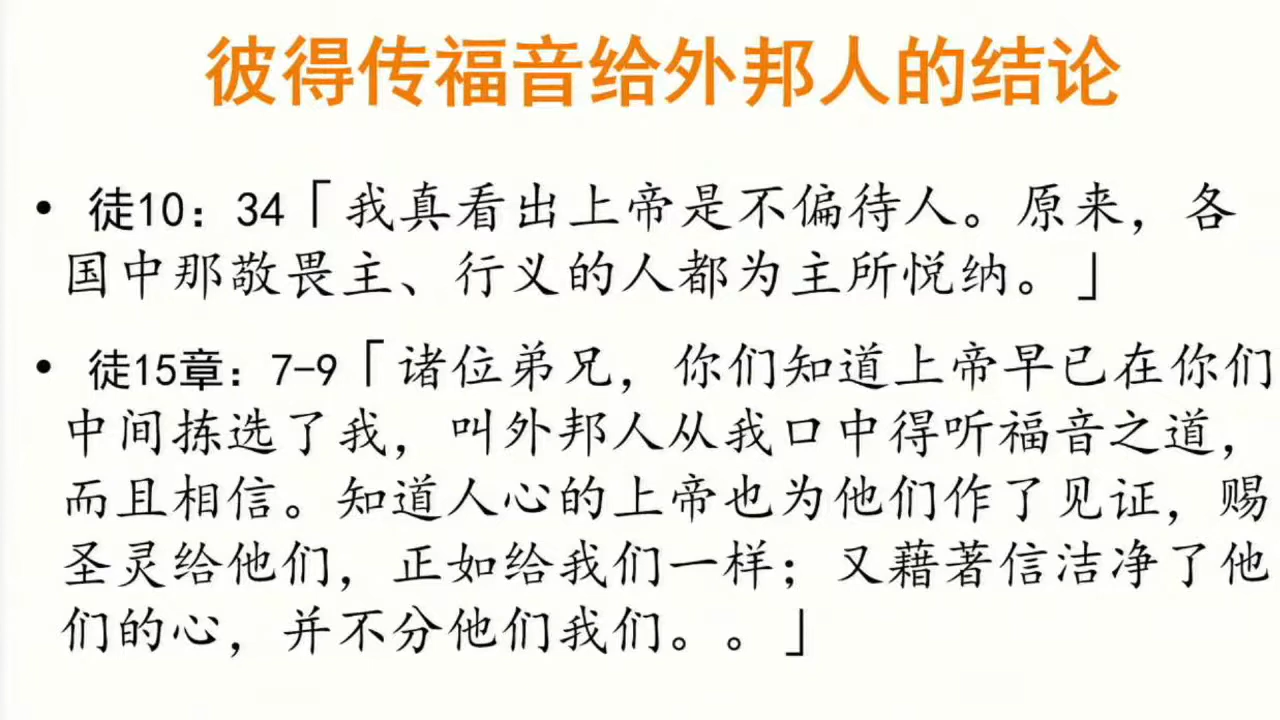 彼得传福音给外邦人的结论
• 徒10：34「我真看出上帝是不偏待人。原来，各
国中那敬畏主、行义的人都为主所悦纳。」
• 徒15章：7-9「诸位弟兄，你们知道上帝早已在你们
中间拣选了我，叫外邦人从我口中得听福音之道，
而且相信。知道人心的上帝也为他们作了见证，赐
圣灵给他们，正如给我们一样；又藉著信洁净了他
们的心，并不分他们我们。。」